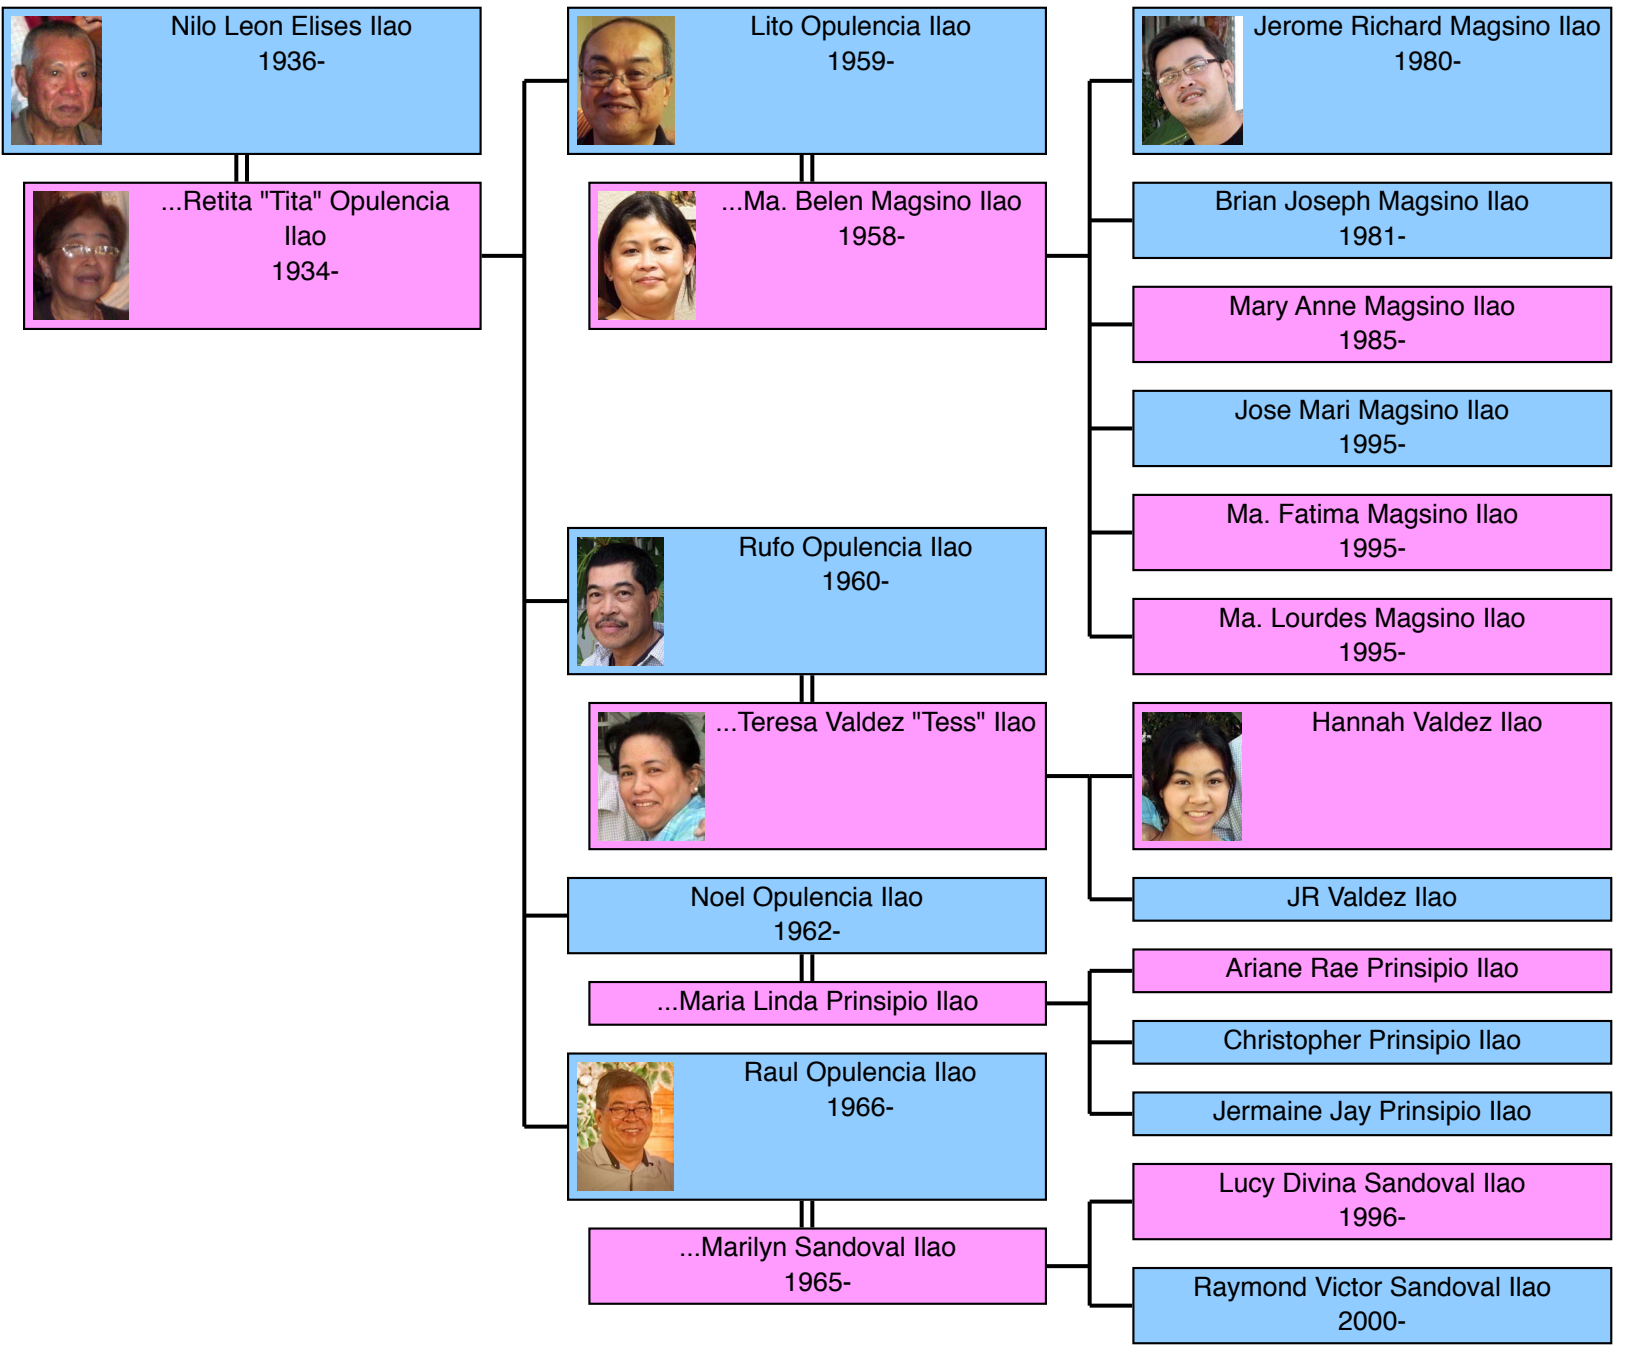 Nilo Leon Elises Ilao
1936-
...Retita "Tita" Opulencia
Ilao
1934-
Lito Opulencia Ilao
1959-
...Ma. Belen Magsino Ilao
1958-
Jerome Richard Magsino Ilao
1980-
Brian Joseph Magsino Ilao
1981-
Mary Anne Magsino Ilao
1985-
Jose Mari Magsino Ilao
1995-
Ma. Fatima Magsino Ilao
1995-
Ma. Lourdes Magsino Ilao
1995-
Rufo Opulencia Ilao
1960-
...Teresa Valdez "Tess" Ilao
Hannah Valdez Ilao
JR Valdez Ilao
Noel Opulencia Ilao
1962-
...Maria Linda Prinsipio Ilao
Ariane Rae Prinsipio Ilao
Christopher Prinsipio Ilao
Jermaine Jay Prinsipio Ilao
Raul Opulencia Ilao
1966-
...Marilyn Sandoval Ilao
1965-
Lucy Divina Sandoval Ilao
1996-
Raymond Victor Sandoval Ilao
2000-